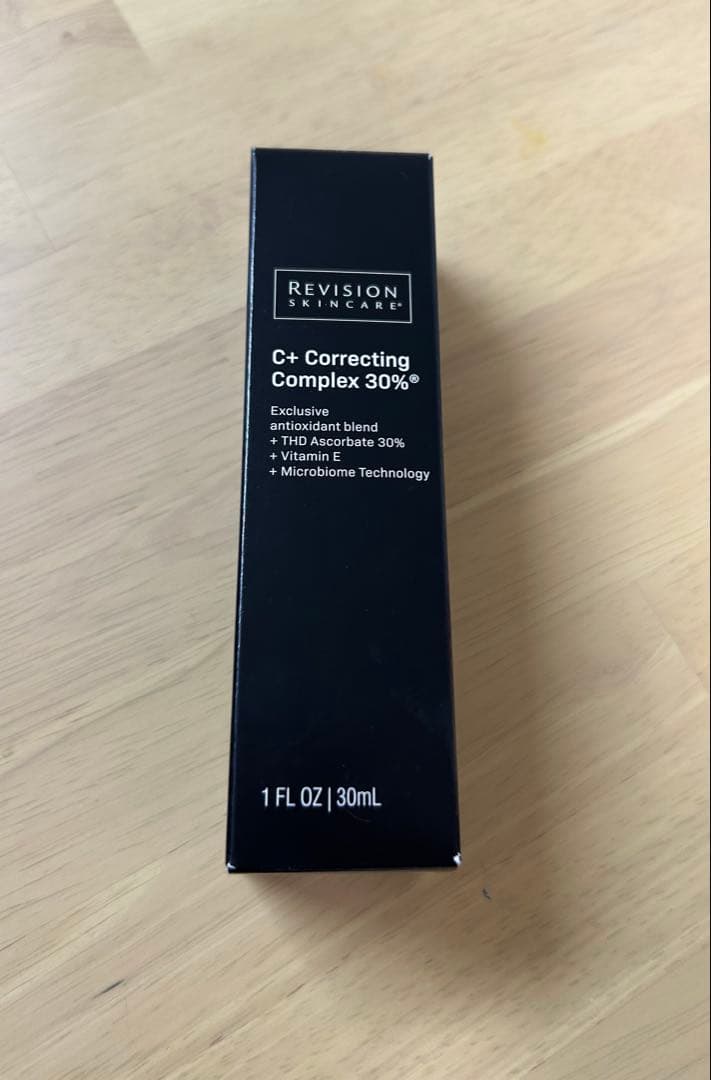 REVISION
SKINCARE®
C+ Correcting
Complex 30%®
Exclusive
antioxidant blend
+ THD Ascorbate 30%
+ Vitamin E
+ Microbiome Technology
1 FL OZ | 30mL